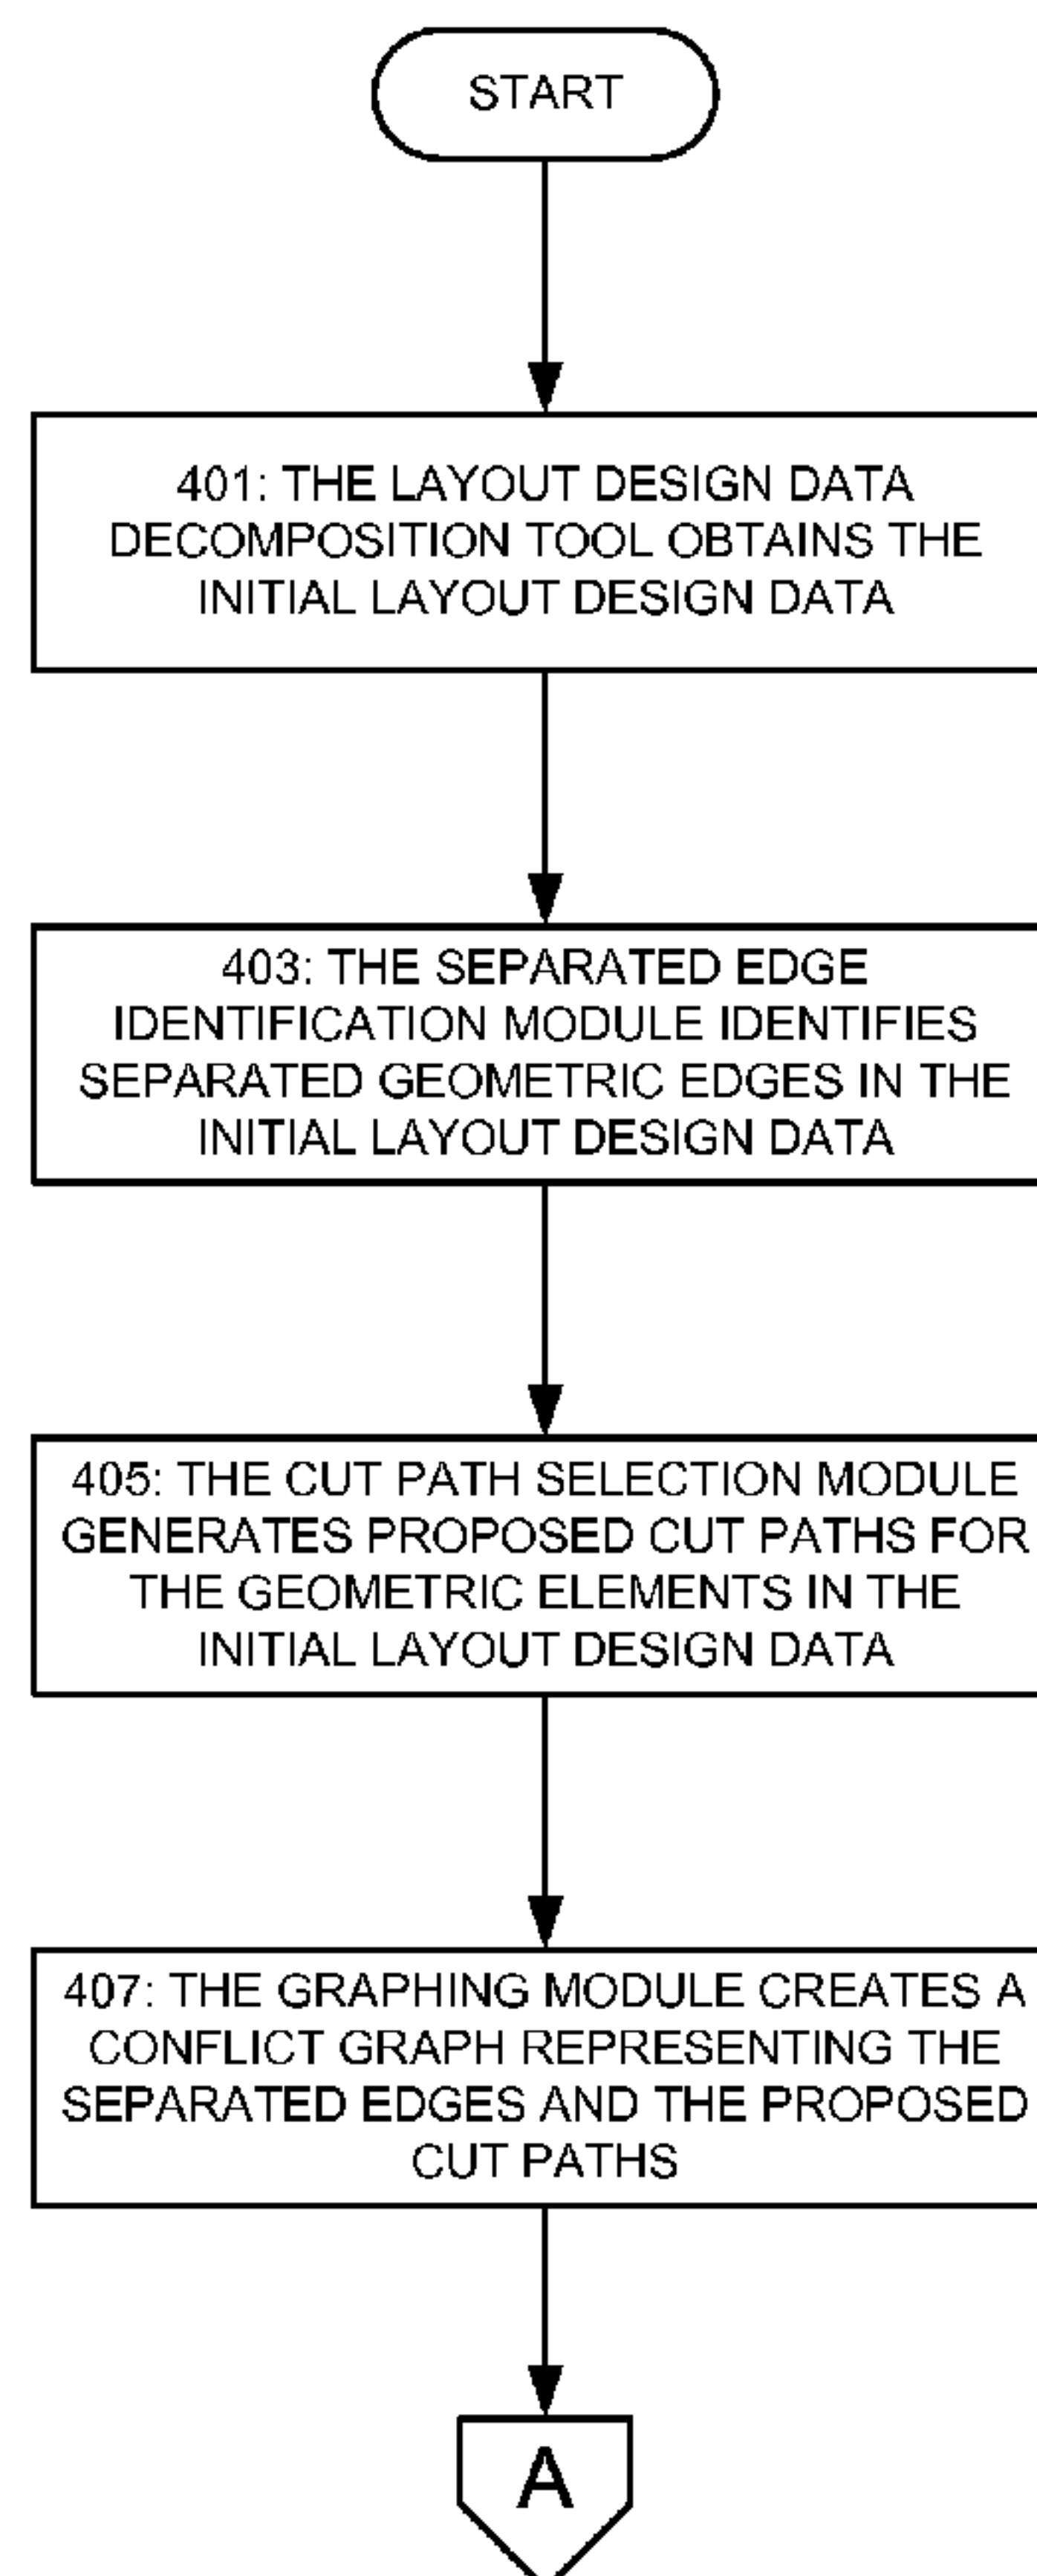 START
401: THE LAYOUT DESIGN DATA
DECOMPOSITION TOOL OBTAINS THE
INITIAL LAYOUT DESIGN DATA
403: THE SEPARATED EDGE
IDENTIFICATION MODULE IDENTIFIES
SEPARATED GEOMETRIC EDGES IN THE
INITIAL LAYOUT DESIGN DATA
405: THE CUT PATH SELECTION MODULE
GENERATES PROPOSED CUT PATHS FOR
THE GEOMETRIC ELEMENTS IN THE
INITIAL LAYOUT DESIGN DATA
407: THE GRAPHING MODULE CREATES A
CONFLICT GRAPH REPRESENTING THE
SEPARATED EDGES AND THE PROPOSED
CUT PATHS
A